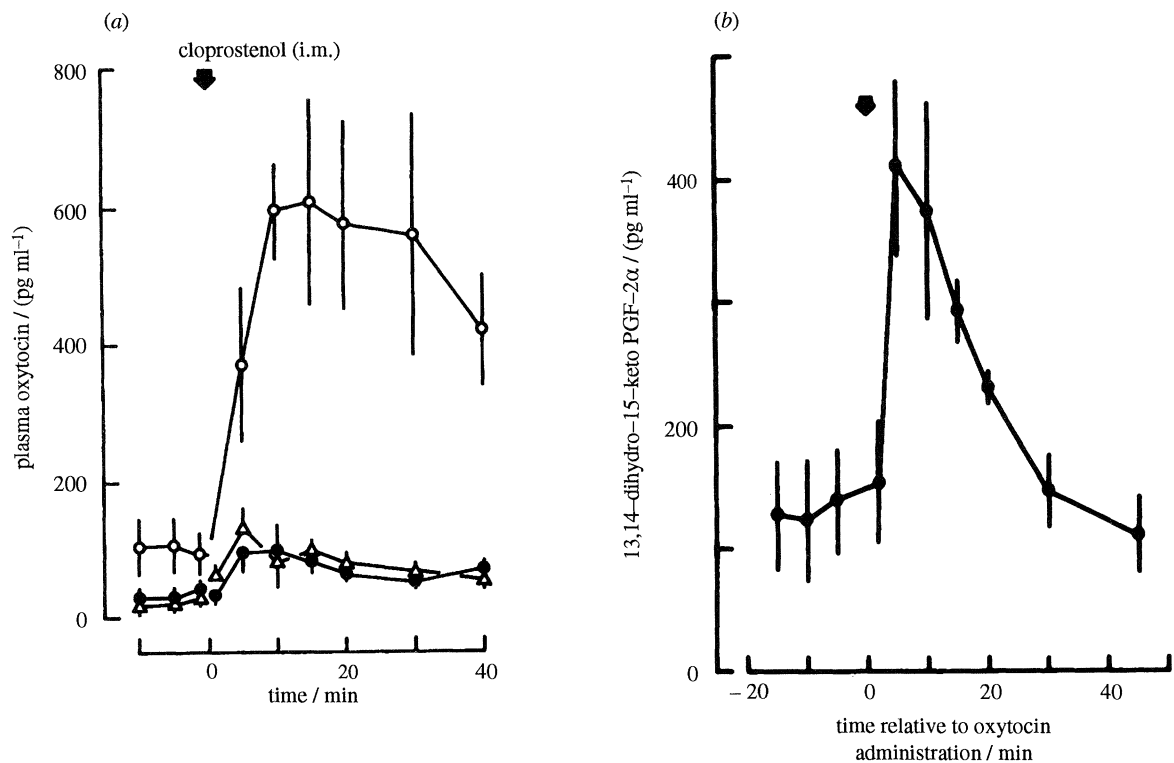 (a)
cloprostenol (i.m.)
800
600
400
200
0
plasma oxytocin / (pg ml⁻¹)
0
20
40
time / min
(b)
400
200
0
13,14–dihydro–15–keto PGF–2α / (pg ml⁻¹)
– 20
0
20
40
time relative to oxytocin
administration / min